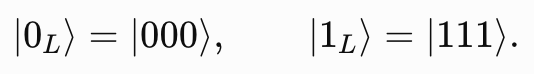 |0_L⟩ = |000⟩, |1_L⟩ = |111⟩.